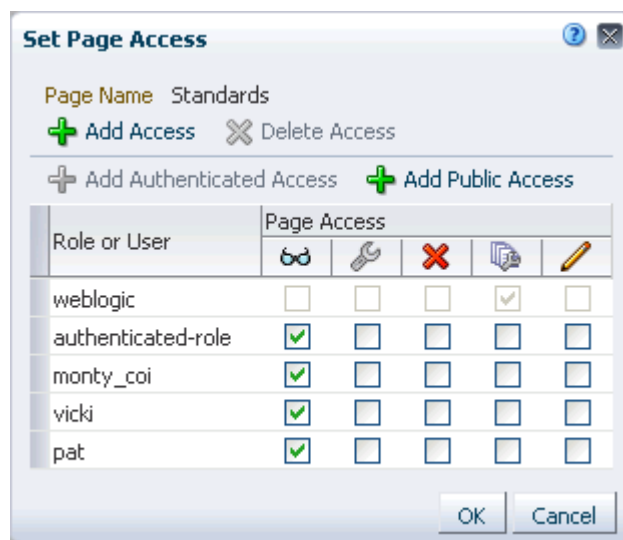 Set Page Access
Page Name Standards
Add Access Delete Access
Add Authenticated Access Add Public Access
Role or User Page Access
weblogic
authenticated-role
monty_coi
vicki
pat
OK Cancel